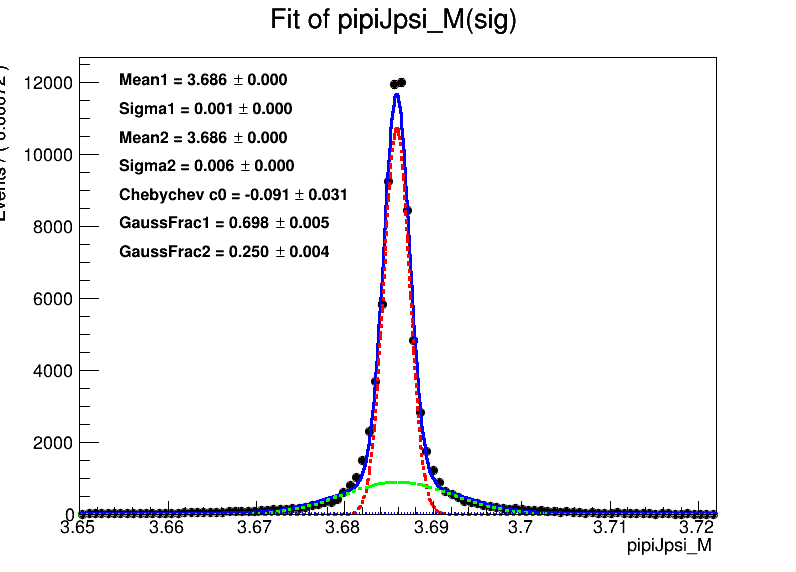 Fit of pipiJpsi_M(sig)
Mean1 = 3.686 ± 0.000
Sigma1 = 0.001 ± 0.000
Mean2 = 3.686 ± 0.000
Sigma2 = 0.006 ± 0.000
Chebychev c0 = -0.091 ± 0.031
GaussFrac1 = 0.698 ± 0.005
GaussFrac2 = 0.250 ± 0.004
12000
10000
8000
6000
4000
2000
0
3.65 3.66 3.67 3.68 3.69 3.7 3.71 3.72
pipiJpsi_M
Events / (